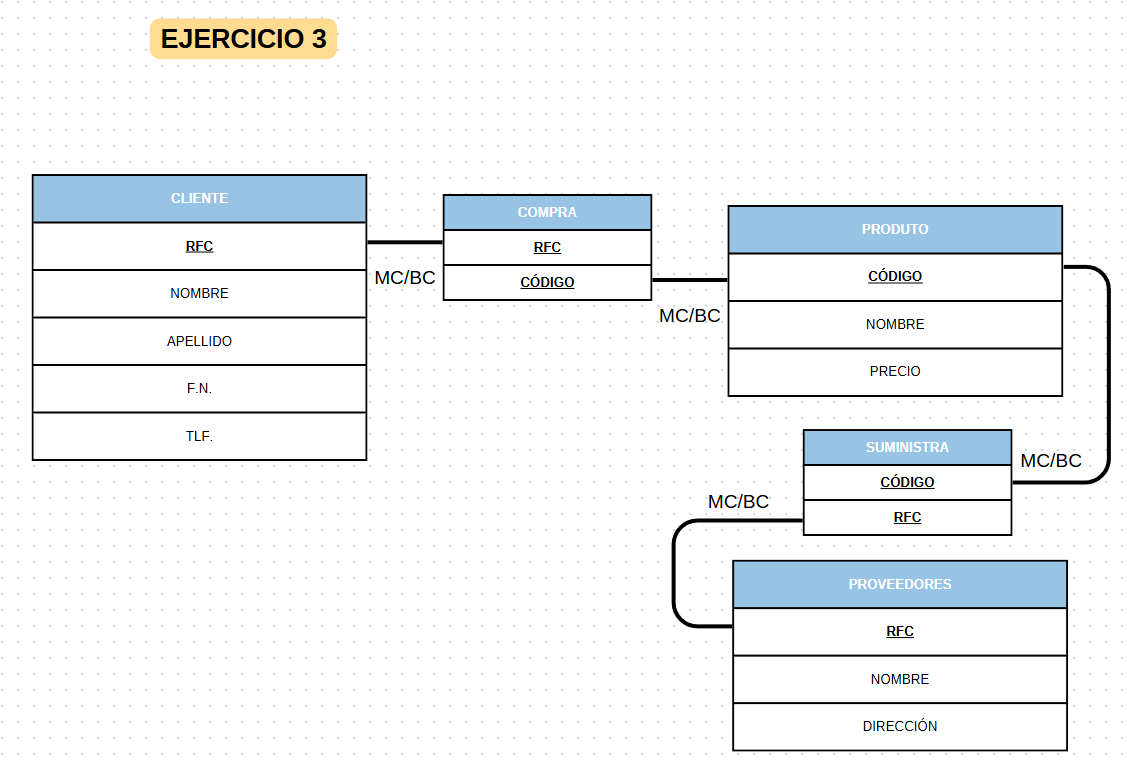 EJERCICIO 3
CLIENTE
RFC
NOMBRE
APELLIDO
F.N.
TLF.
MC/BC
COMPRA
RFC
CÓDIGO
MC/BC
PRODUTO
CÓDIGO
NOMBRE
PRECIO
MC/BC
SUMINISTRA
CÓDIGO
RFC
MC/BC
PROVEEDORES
RFC
NOMBRE
DIRECCIÓN